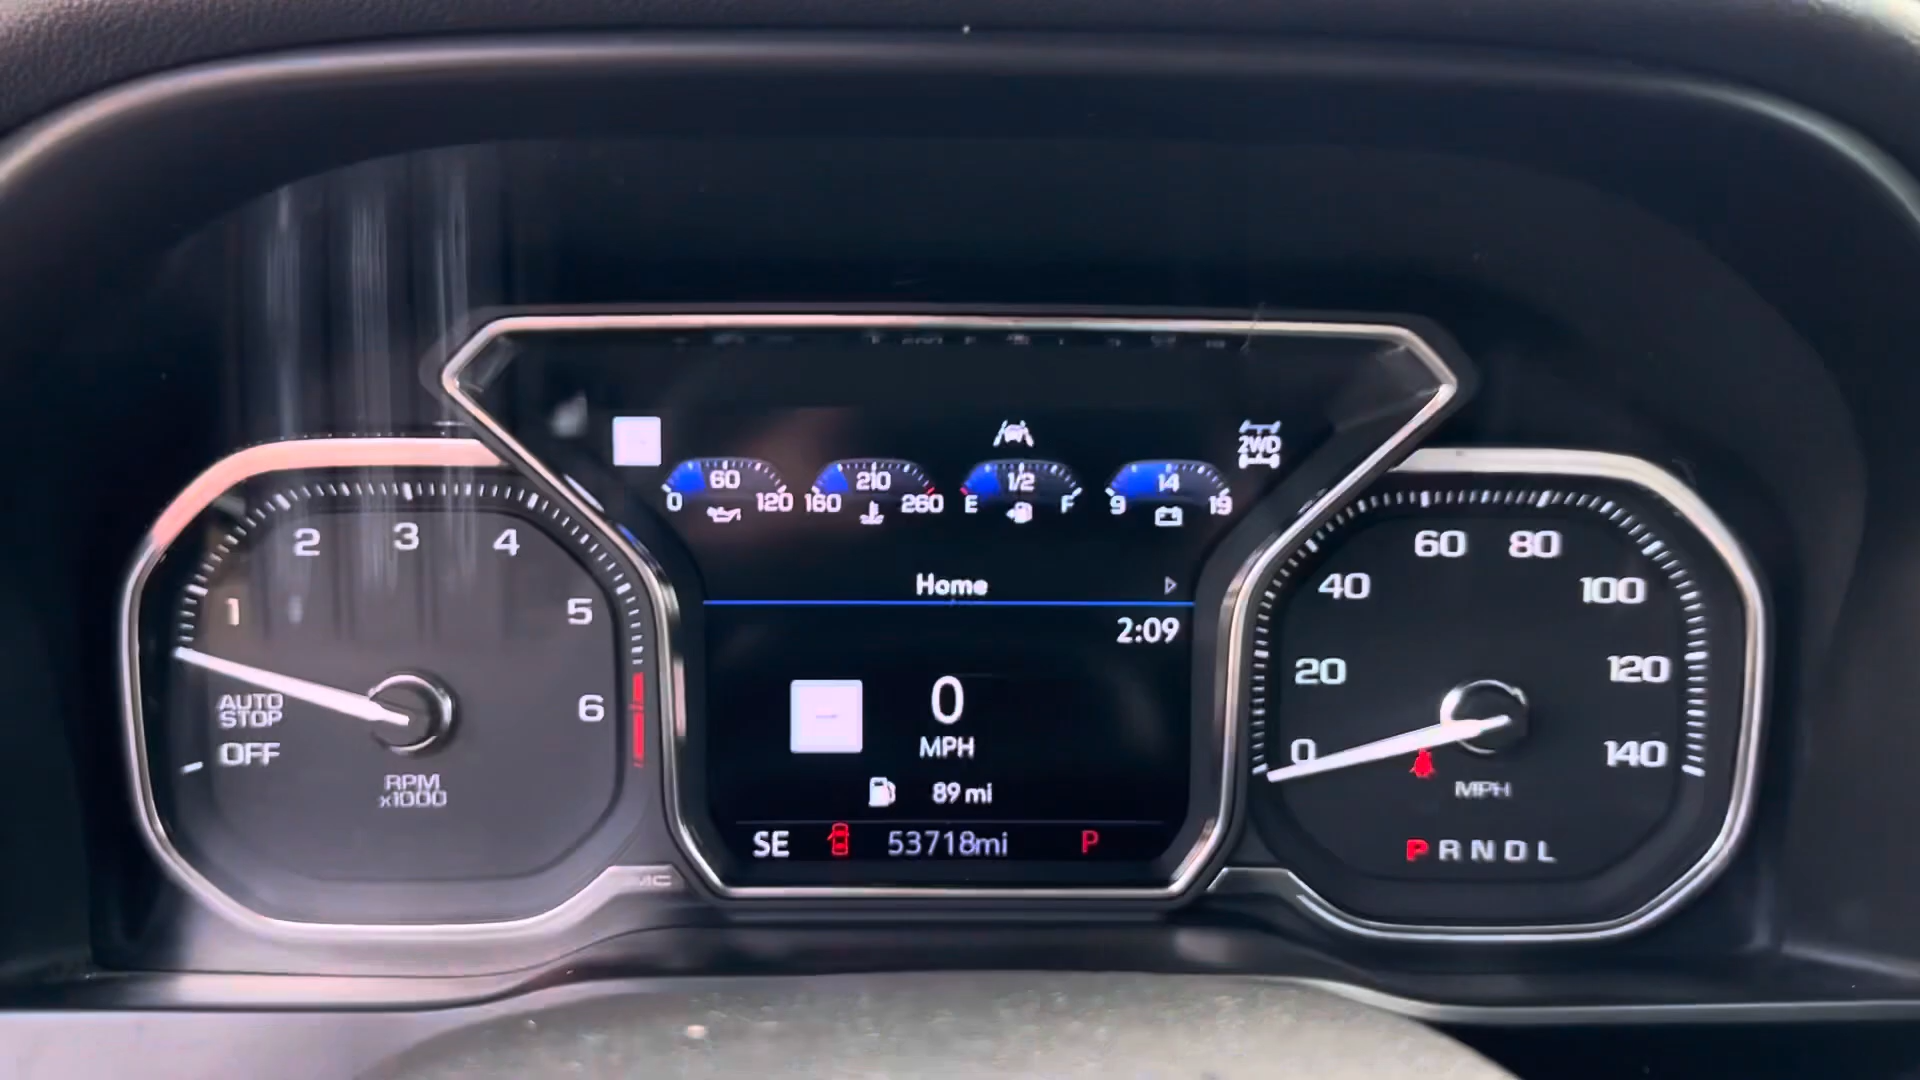 2WD
60
0 120
210
160 260
1/2
E F
14
9 19
1 2 3 4 5 6
AUTO
STOP
OFF
RPM
x1000
Home
2:09
0
MPH
89 mi
SE 53718mi P
0 20 40 60 80 100 120 140
MPH
P R N D L